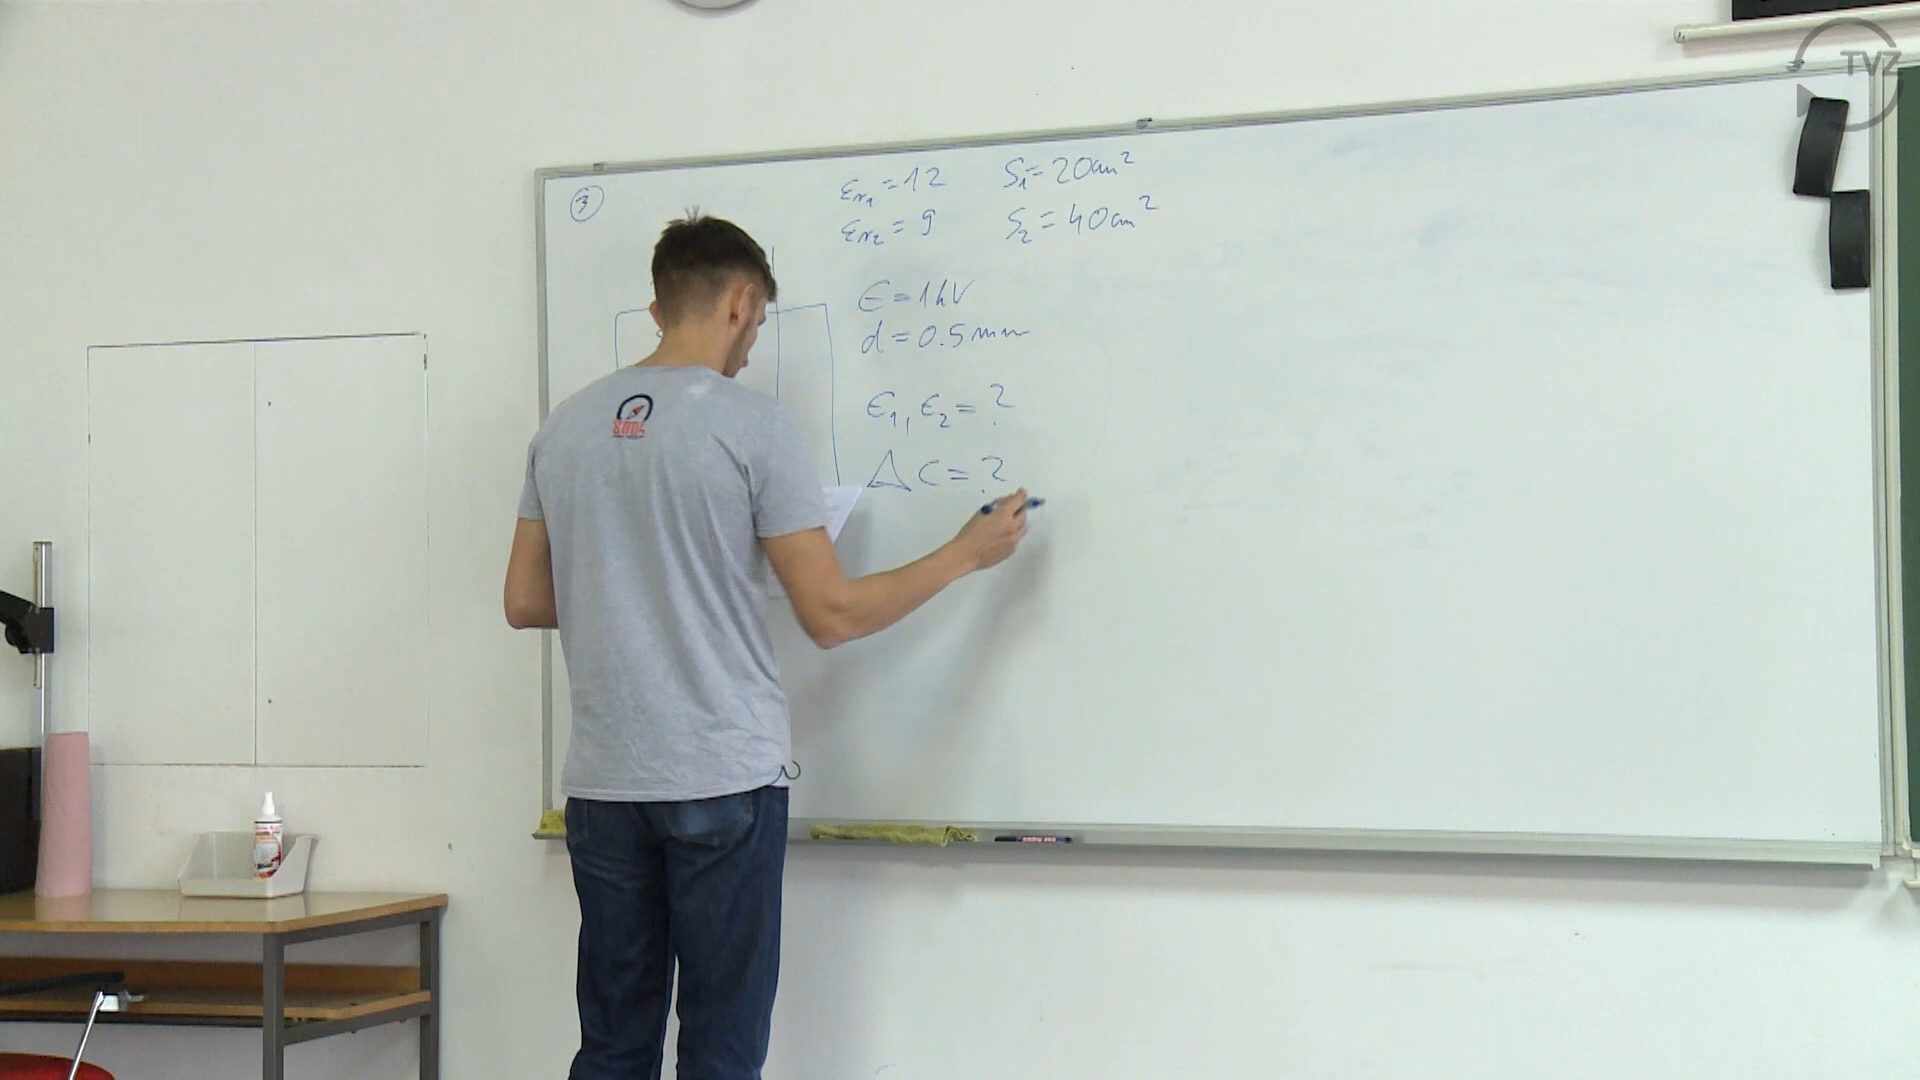 ③
εr₁ = 12 S₁ = 20cm²
εr₂ = 9 S₂ = 40cm²
E = 1kV
d = 0.5mm
E₁, E₂ = ?
ΔC = ?
TVZ